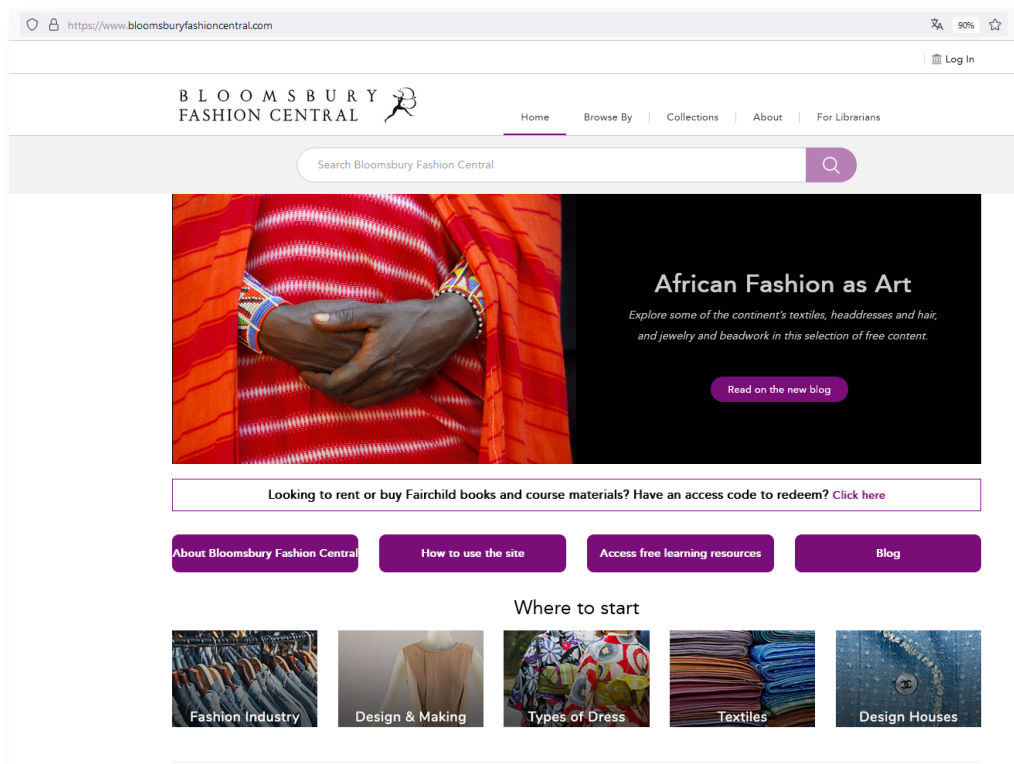 https://www.bloomsburyfashioncentral.com
90%
Log In
BLOOMSBURY
FASHION CENTRAL
Home
Browse By
Collections
About
For Librarians
Search Bloomsbury Fashion Central
African Fashion as Art
Explore some of the continent's textiles, headdresses and hair,
and jewelry and beadwork in this selection of free content.
Read on the new blog
Looking to rent or buy Fairchild books and course materials? Have an access code to redeem? Click here
About Bloomsbury Fashion Central
How to use the site
Access free learning resources
Blog
Where to start
Fashion Industry
Design & Making
Types of Dress
Textiles
Design Houses